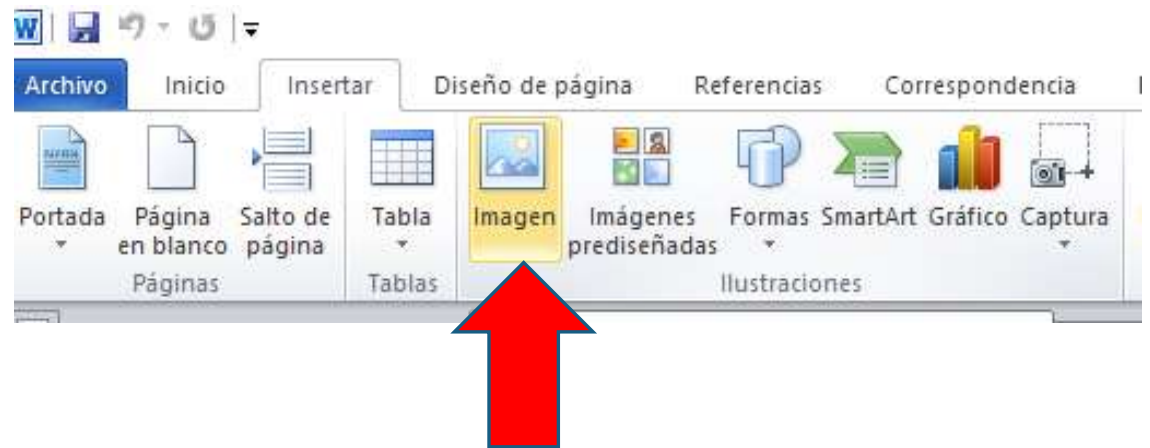 W
Archivo Inicio Insertar Diseño de página Referencias Correspondencia
Portada Página en blanco Salto de página Tabla Imagen Imágenes prediseñadas Formas SmartArt Gráfico Captura
Páginas Tablas Ilustraciones